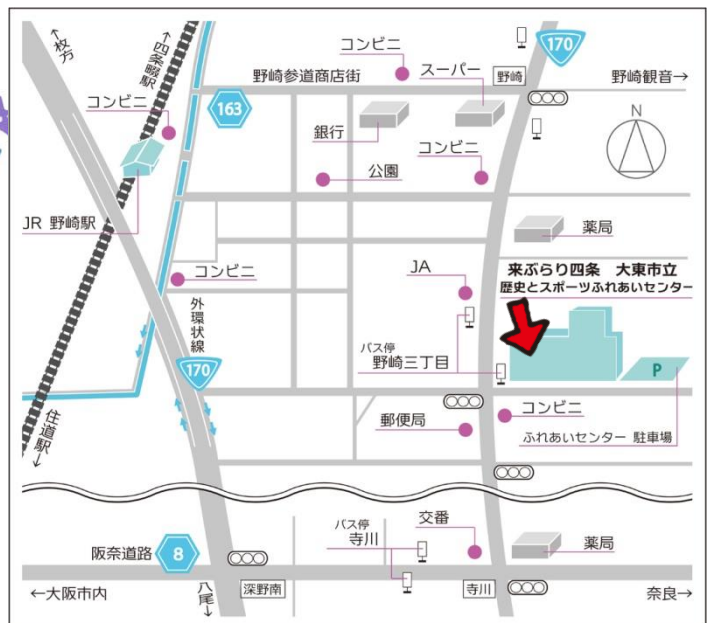 ↑枚方
↑四条畷駅
コンビニ
野崎参道商店街
コンビニ
スーパー
野崎
170
野崎観音→
163
銀行
コンビニ
N
公園
JR 野崎駅
薬局
コンビニ
JA
来ぶらり四条 大東市立
歴史とスポーツふれあいセンター
外環状線
170
バス停
野崎三丁目
P
住道駅↓
郵便局
コンビニ
ふれあいセンター 駐車場
阪奈道路
8
バス停
寺川
交番
薬局
←大阪市内
八尾↓
深野南
寺川
奈良→